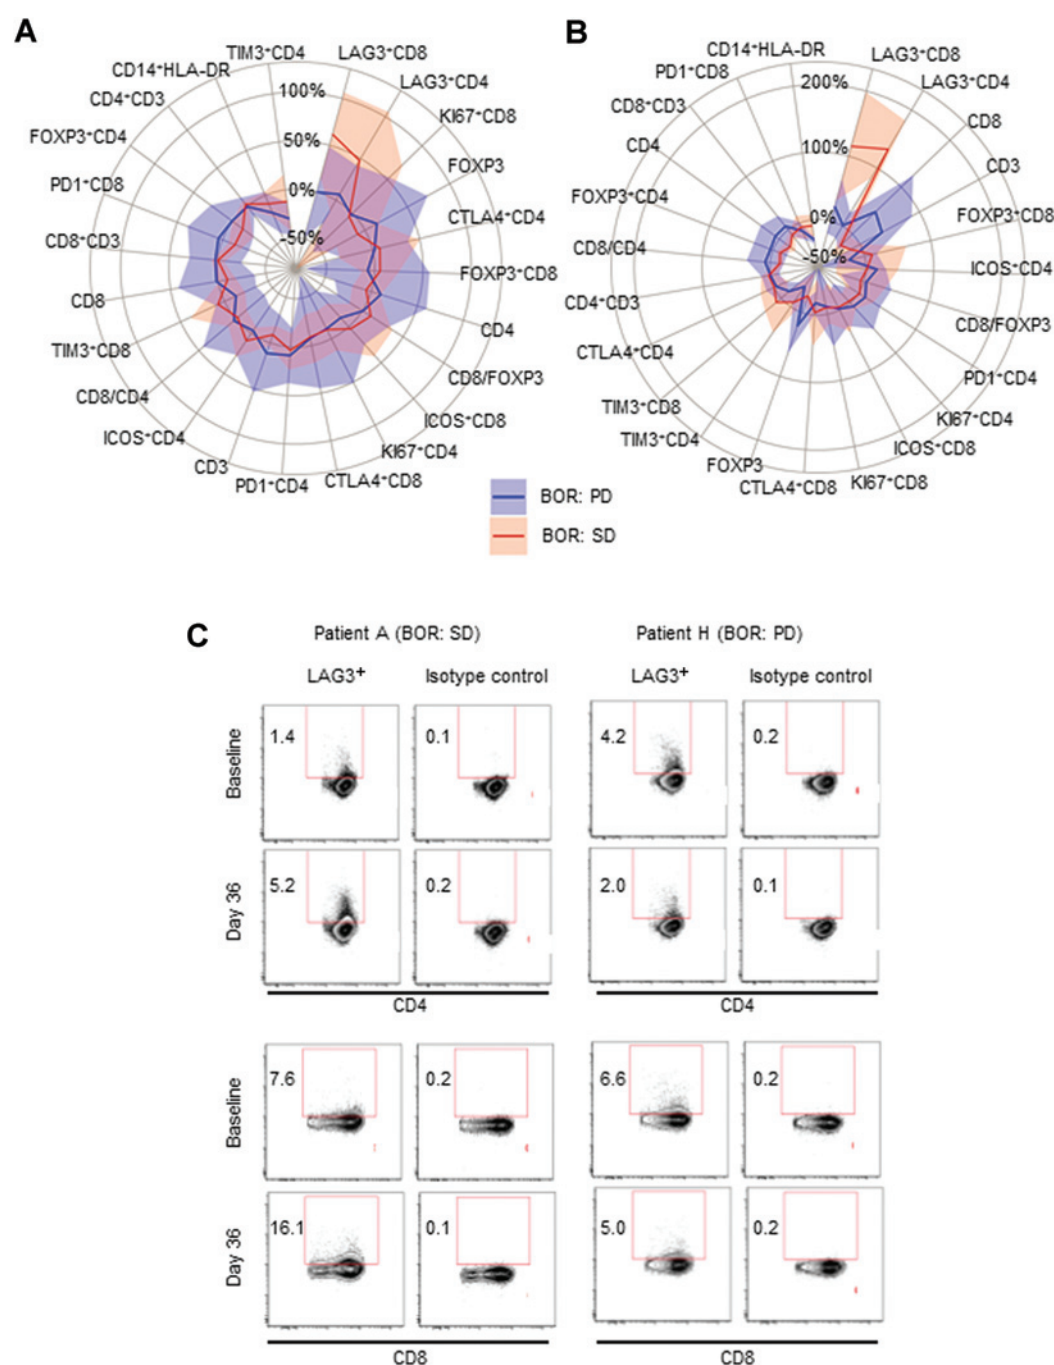 A
TIM3+CD4
LAG3+CD8
CD14+HLA-DR
LAG3+CD4
CD4+CD3
100%
KI67+CD8
FOXP3+CD4
50%
FOXP3
PD1+CD8
0%
CTLA4+CD4
CD8+CD3
-50%
FOXP3+CD8
CD8
CD4
TIM3+CD8
CD8/FOXP3
CD8/CD4
ICOS+CD8
ICOS+CD4
KI67+CD4
CD3
CTLA4+CD8
PD1+CD4
B
CD14+HLA-DR
LAG3+CD8
PD1+CD8
200%
LAG3+CD4
CD8+CD3
CD8
CD4
100%
CD3
FOXP3+CD4
0%
FOXP3+CD8
CD8/CD4
-50%
ICOS+CD4
CD4+CD3
CD8/FOXP3
CTLA4+CD4
PD1+CD4
TIM3+CD8
KI67+CD4
TIM3+CD4
ICOS+CD8
FOXP3
KI67+CD8
CTLA4+CD8
BOR: PD
BOR: SD
C
Patient A (BOR: SD)
Patient H (BOR: PD)
LAG3+
Isotype control
LAG3+
Isotype control
Baseline
1.4
0.1
4.2
0.2
Day 36
5.2
0.2
2.0
0.1
CD4
CD4
Baseline
7.6
0.2
6.6
0.2
Day 36
16.1
0.1
5.0
0.2
CD8
CD8